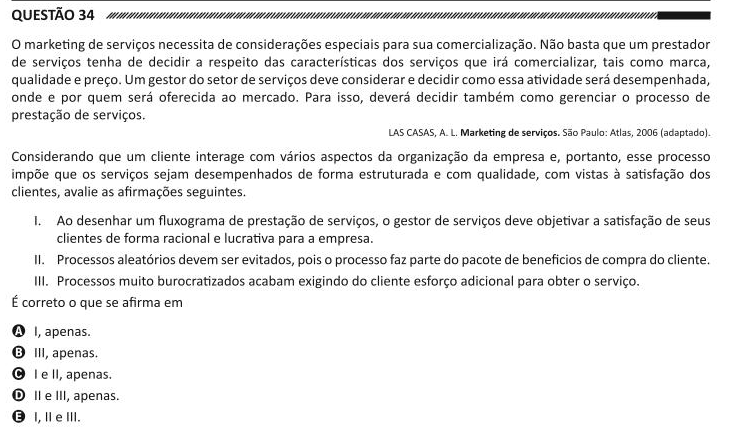 QUESTÃO 34
O marketing de serviços necessita de considerações especiais para sua comercialização. Não basta que um prestador
de serviços tenha de decidir a respeito das características dos serviços que irá comercializar, tais como marca,
qualidade e preço. Um gestor do setor de serviços deve considerar e decidir como essa atividade será desempenhada,
onde e por quem será oferecida ao mercado. Para isso, deverá decidir também como gerenciar o processo de
prestação de serviços.
LAS CASAS, A. L. Marketing de serviços. São Paulo: Atlas, 2006 (adaptado).
Considerando que um cliente interage com vários aspectos da organização da empresa e, portanto, esse processo
impõe que os serviços sejam desempenhados de forma estruturada e com qualidade, com vistas à satisfação dos
clientes, avalie as afirmações seguintes.
I. Ao desenhar um fluxograma de prestação de serviços, o gestor de serviços deve objetivar a satisfação de seus
clientes de forma racional e lucrativa para a empresa.
II. Processos aleatórios devem ser evitados, pois o processo faz parte do pacote de benefícios de compra do cliente.
III. Processos muito burocratizados acabam exigindo do cliente esforço adicional para obter o serviço.
É correto o que se afirma em
A I, apenas.
B III, apenas.
C I e II, apenas.
D II e III, apenas.
E I, II e III.